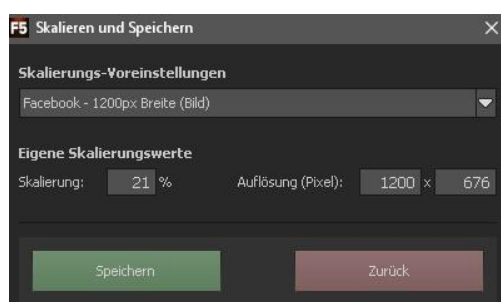 F5 Skalieren und Speichern
Skalierungs-Voreinstellungen
Facebook - 1200px Breite (Bild)
Eigene Skalierungswerte
Skalierung: 21 % Auflösung (Pixel): 1200 x 676
Speichern Zurück